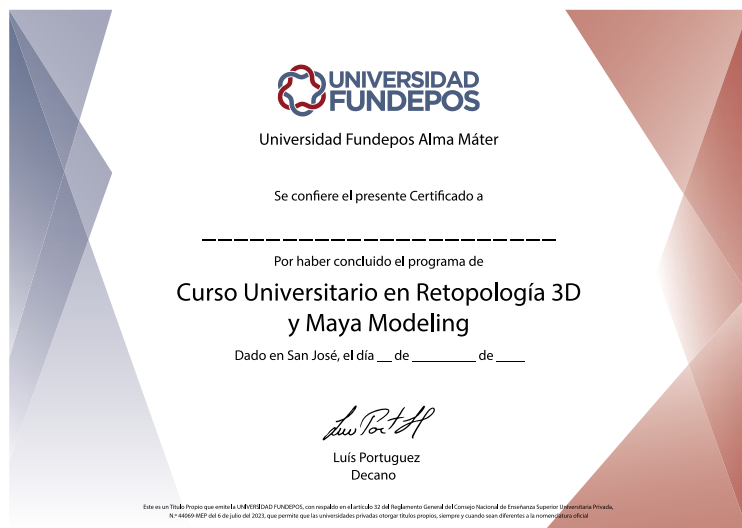 UNIVERSIDAD
FUNDEPOS
Universidad Fundepos Alma Máter
Se confiere el presente Certificado a
Por haber concluido el programa de
Curso Universitario en Retopología 3D
y Maya Modeling
Dado en San José, el día __ de ________ de ____
Luís Portuguez
Decano
Este es un Título Propio que emite la UNIVERSIDAD FUNDEPOS, con respaldo en el artículo 32 del Reglamento General del Consejo Nacional de Enseñanza Superior Universitaria Privada,
N.º 44069-MEP del 6 de julio del 2023, que permite que las universidades privadas otorgar títulos propios, siempre y cuando sean diferentes a la nomenclatura oficial